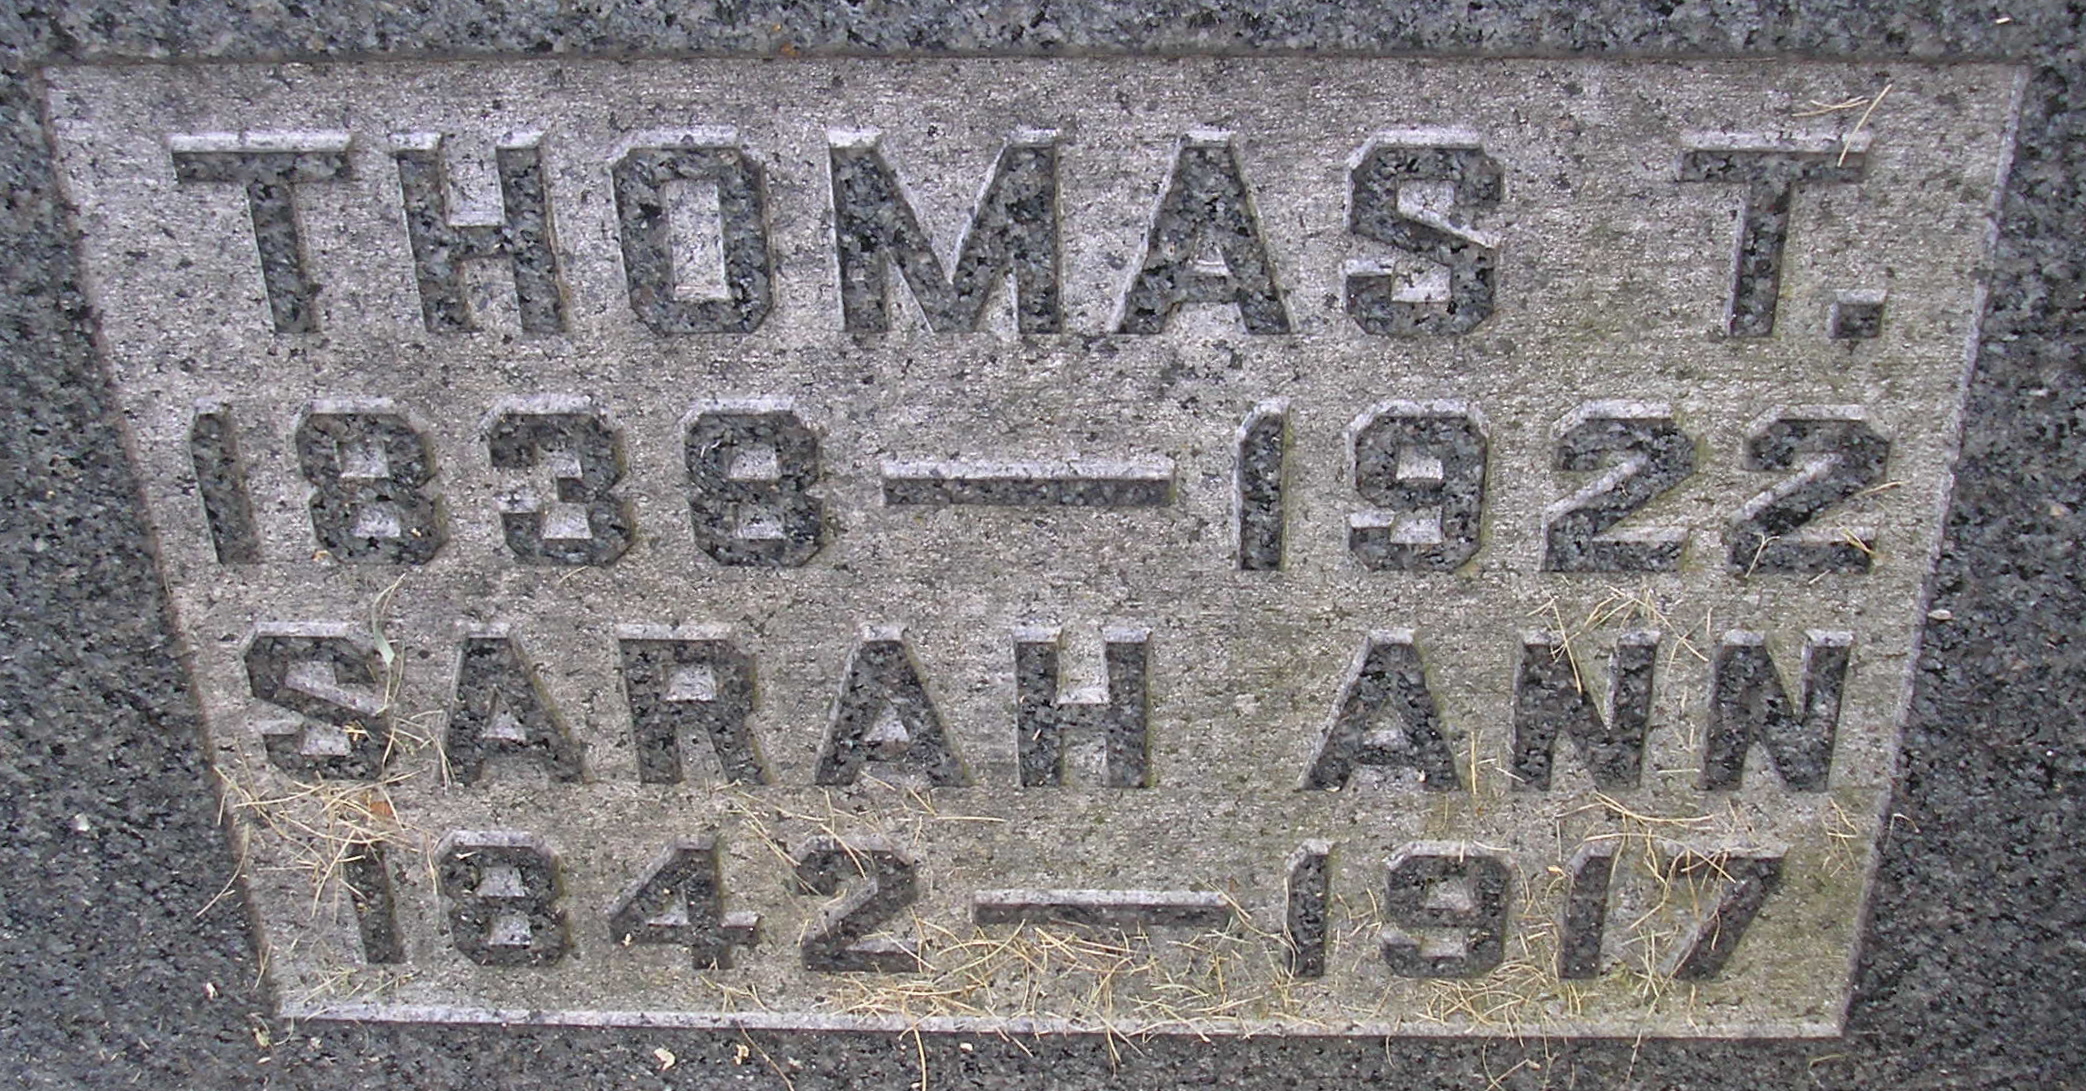 THOMAS T.
1838—1922
SARAH ANN
1842—1917